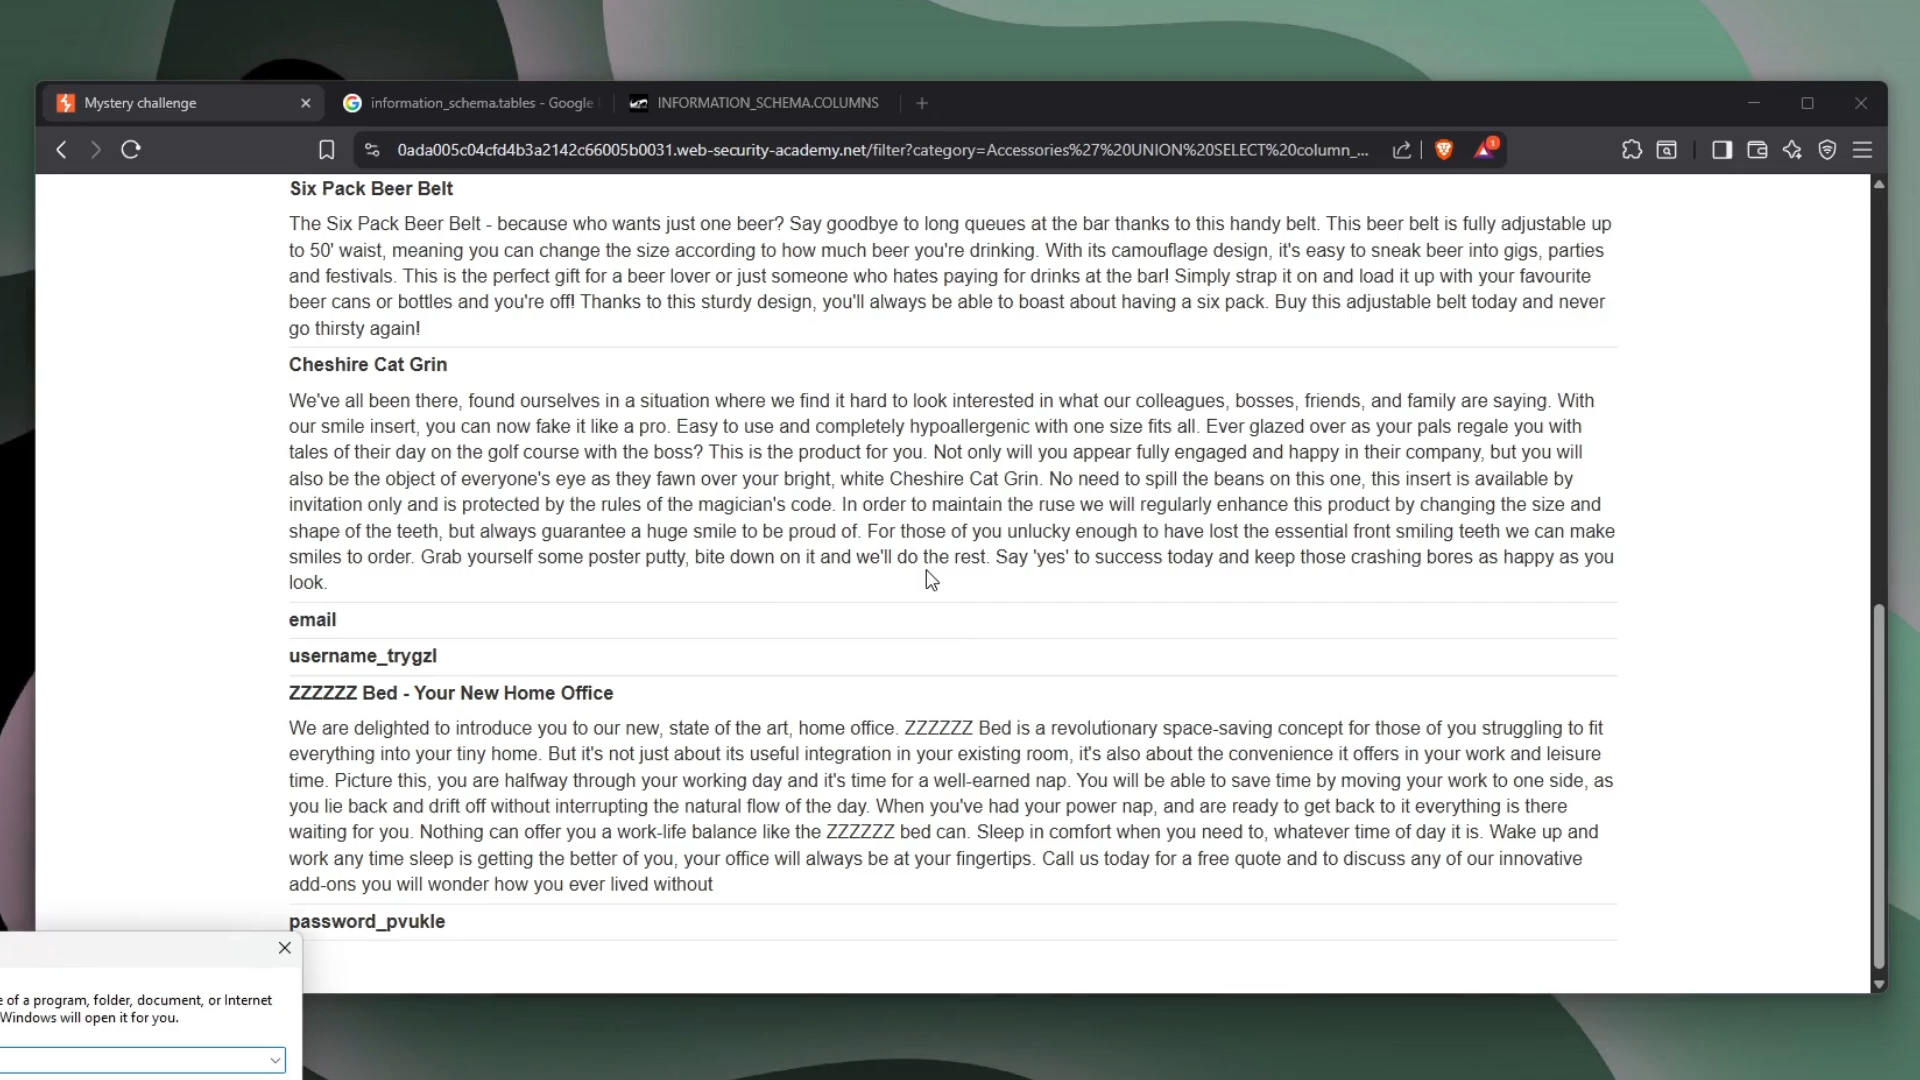 Mystery challenge
information_schema.tables - Google
INFORMATION_SCHEMA.COLUMNS
0ada005c04cfd4b3a2142c66005b0031.web-security-academy.net/filter?category=Accessories%27%20UNION%20SELECT%20column_...
1
Six Pack Beer Belt
The Six Pack Beer Belt - because who wants just one beer? Say goodbye to long queues at the bar thanks to this handy belt. This beer belt is fully adjustable up
to 50' waist, meaning you can change the size according to how much beer you're drinking. With its camouflage design, it's easy to sneak beer into gigs, parties
and festivals. This is the perfect gift for a beer lover or just someone who hates paying for drinks at the bar! Simply strap it on and load it up with your favourite
beer cans or bottles and you're off! Thanks to this sturdy design, you'll always be able to boast about having a six pack. Buy this adjustable belt today and never
go thirsty again!
Cheshire Cat Grin
We've all been there, found ourselves in a situation where we find it hard to look interested in what our colleagues, bosses, friends, and family are saying. With
our smile insert, you can now fake it like a pro. Easy to use and completely hypoallergenic with one size fits all. Ever glazed over as your pals regale you with
tales of their day on the golf course with the boss? This is the product for you. Not only will you appear fully engaged and happy in their company, but you will
also be the object of everyone's eye as they fawn over your bright, white Cheshire Cat Grin. No need to spill the beans on this one, this insert is available by
invitation only and is protected by the rules of the magician's code. In order to maintain the ruse we will regularly enhance this product by changing the size and
shape of the teeth, but always guarantee a huge smile to be proud of. For those of you unlucky enough to have lost the essential front smiling teeth we can make
smiles to order. Grab yourself some poster putty, bite down on it and we'll do the rest. Say 'yes' to success today and keep those crashing bores as happy as you
look.
email
username_trygzl
ZZZZZZ Bed - Your New Home Office
We are delighted to introduce you to our new, state of the art, home office. ZZZZZZ Bed is a revolutionary space-saving concept for those of you struggling to fit
everything into your tiny home. But it's not just about its useful integration in your existing room, it's also about the convenience it offers in your work and leisure
time. Picture this, you are halfway through your working day and it's time for a well-earned nap. You will be able to save time by moving your work to one side, as
you lie back and drift off without interrupting the natural flow of the day. When you've had your power nap, and are ready to get back to it everything is there
waiting for you. Nothing can offer you a work-life balance like the ZZZZZZ bed can. Sleep in comfort when you need to, whatever time of day it is. Wake up and
work any time sleep is getting the better of you, your office will always be at your fingertips. Call us today for a free quote and to discuss any of our innovative
add-ons you will wonder how you ever lived without
password_pvukle
of a program, folder, document, or Internet
Windows will open it for you.